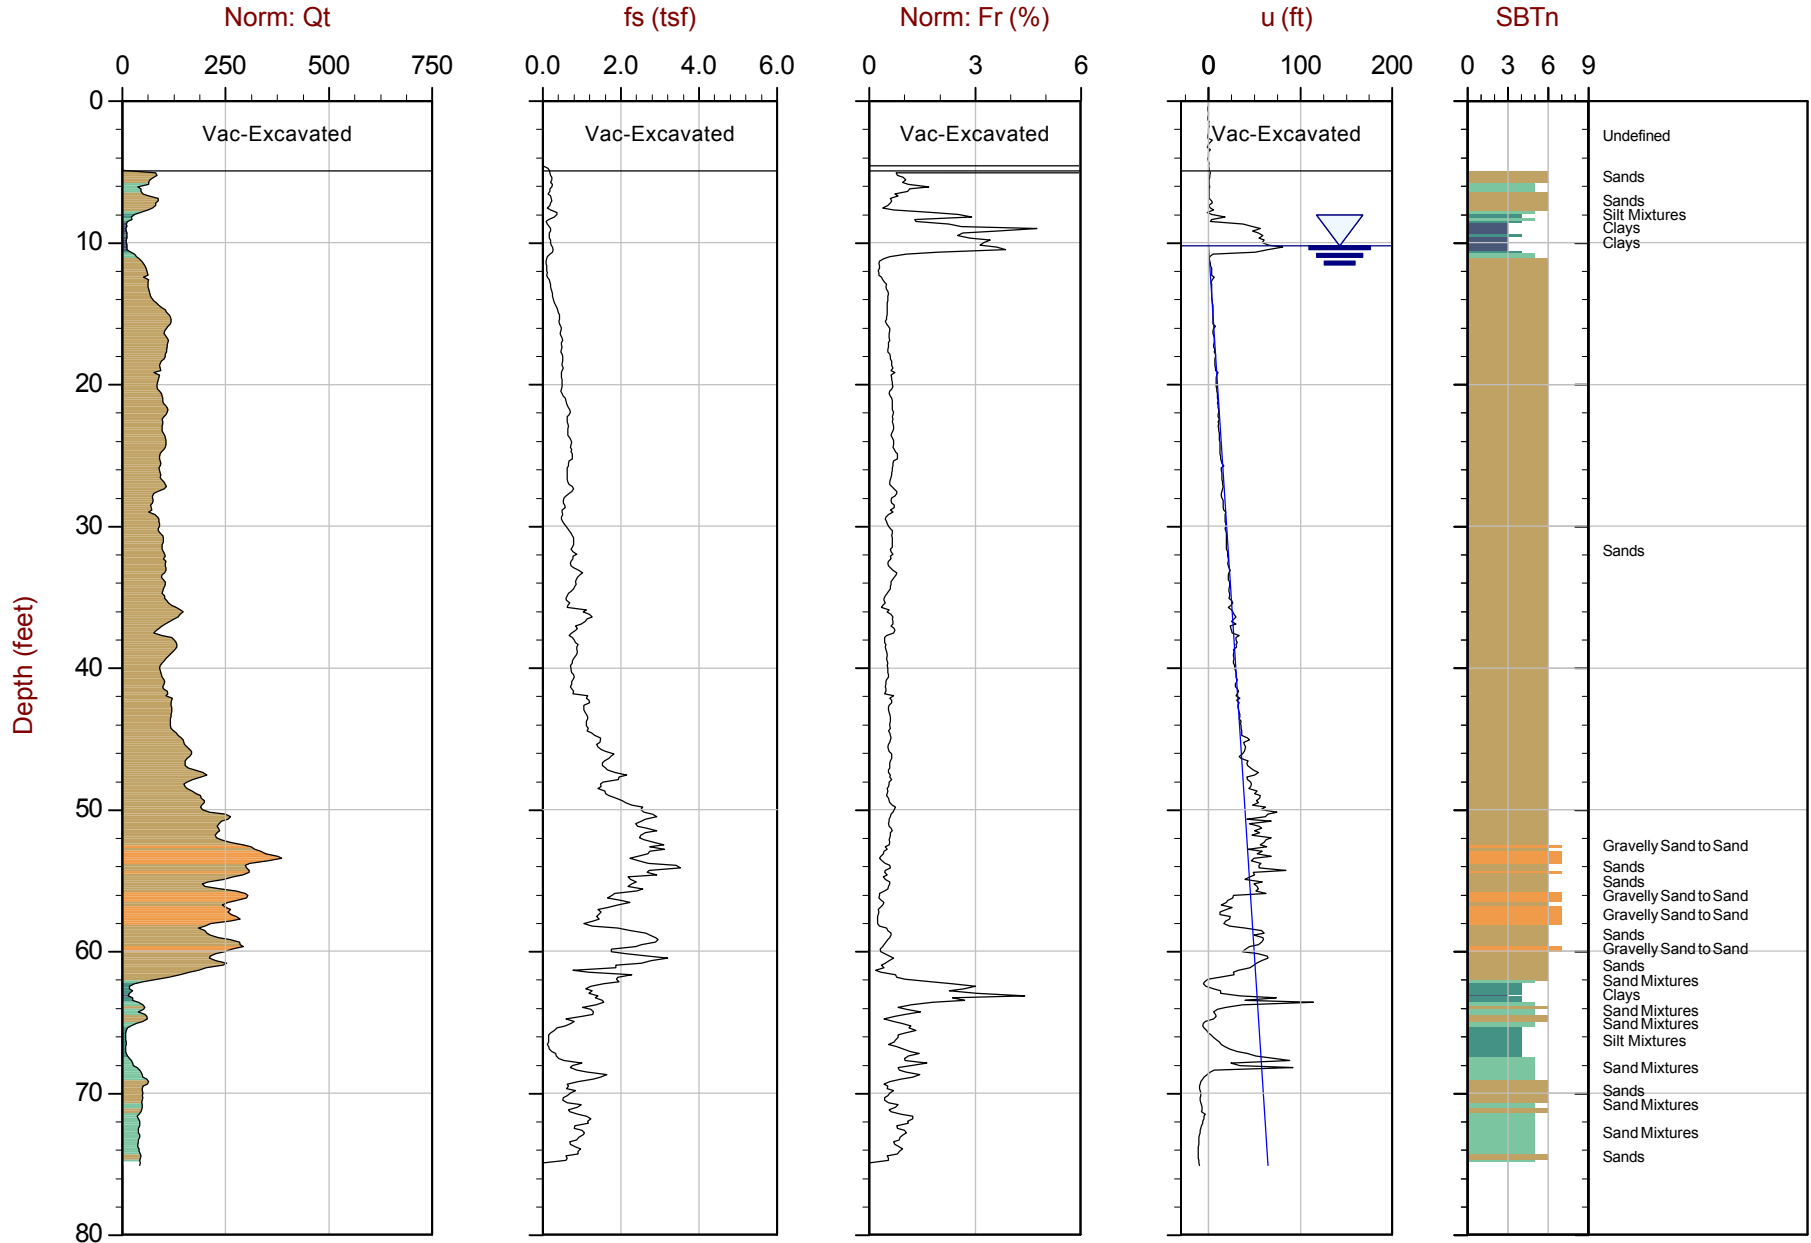 Norm: Qt fs (tsf) Norm: Fr (%) u (ft) SBTn
0 250 500 750 0.0 2.0 4.0 6.0 0 3 6 0 100 200 0 3 6 9
0
Vac-Excavated Vac-Excavated Vac-Excavated Vac-Excavated Undefined
Sands
Sands
Silt Mixtures
Clays
10 Clays
20
30
Sands
Depth (feet)
40
50
Gravelly Sand to Sand
Sands
Sands
Gravelly Sand to Sand
Gravelly Sand to Sand
Sands
60 Gravelly Sand to Sand
Sands
Sand Mixtures
Clays
Sand Mixtures
Sand Mixtures
Silt Mixtures
Sand Mixtures
70 Sands
Sand Mixtures
Sand Mixtures
Sands
80